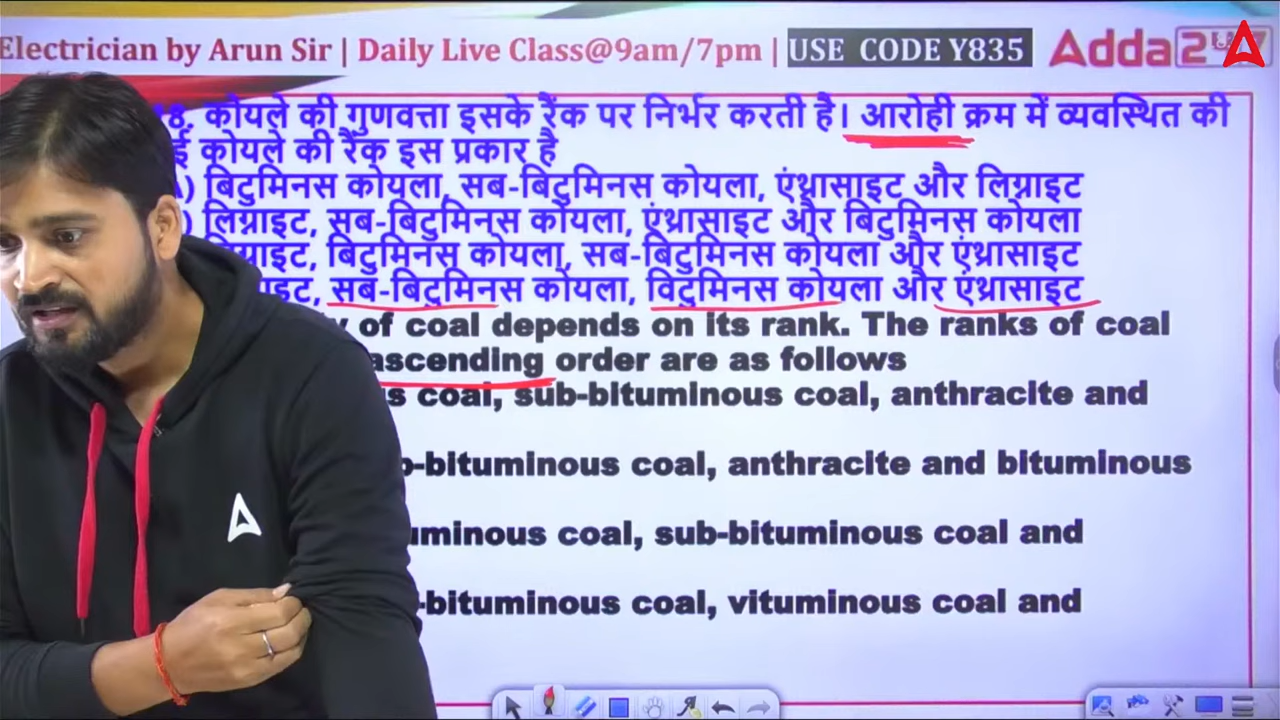 Electrician by Arun Sir | Daily Live Class@9am/7pm | USE CODE Y835 Adda
8. कोयले की गुणवत्ता इसके रैंक पर निर्भर करती है। आरोही क्रम में व्यवस्थित की
कोयले की रैंक इस प्रकार है
बिटुमिनस कोयला, सब-बिटुमिनस कोयला, एंथ्रासाइट और लिग्नाइट
) लिग्नाइट, सब-बिटुमिनस कोयला, एंथ्रासाइट और बिटुमिनस कोयला
बिटुमिनस कोयला, सब-बिटुमिनस कोयला और एंथ्रासाइट
सब-बिटुमिनस कोयला, विटुमिनस कोयला और एंथ्रासाइट
of coal depends on its rank. The ranks of coal
ascending order are as follows
coal, sub-bituminous coal, anthracite and
-bituminous coal, anthracite and bituminous
coal, sub-bituminous coal and
-bituminous coal, vituminous coal and